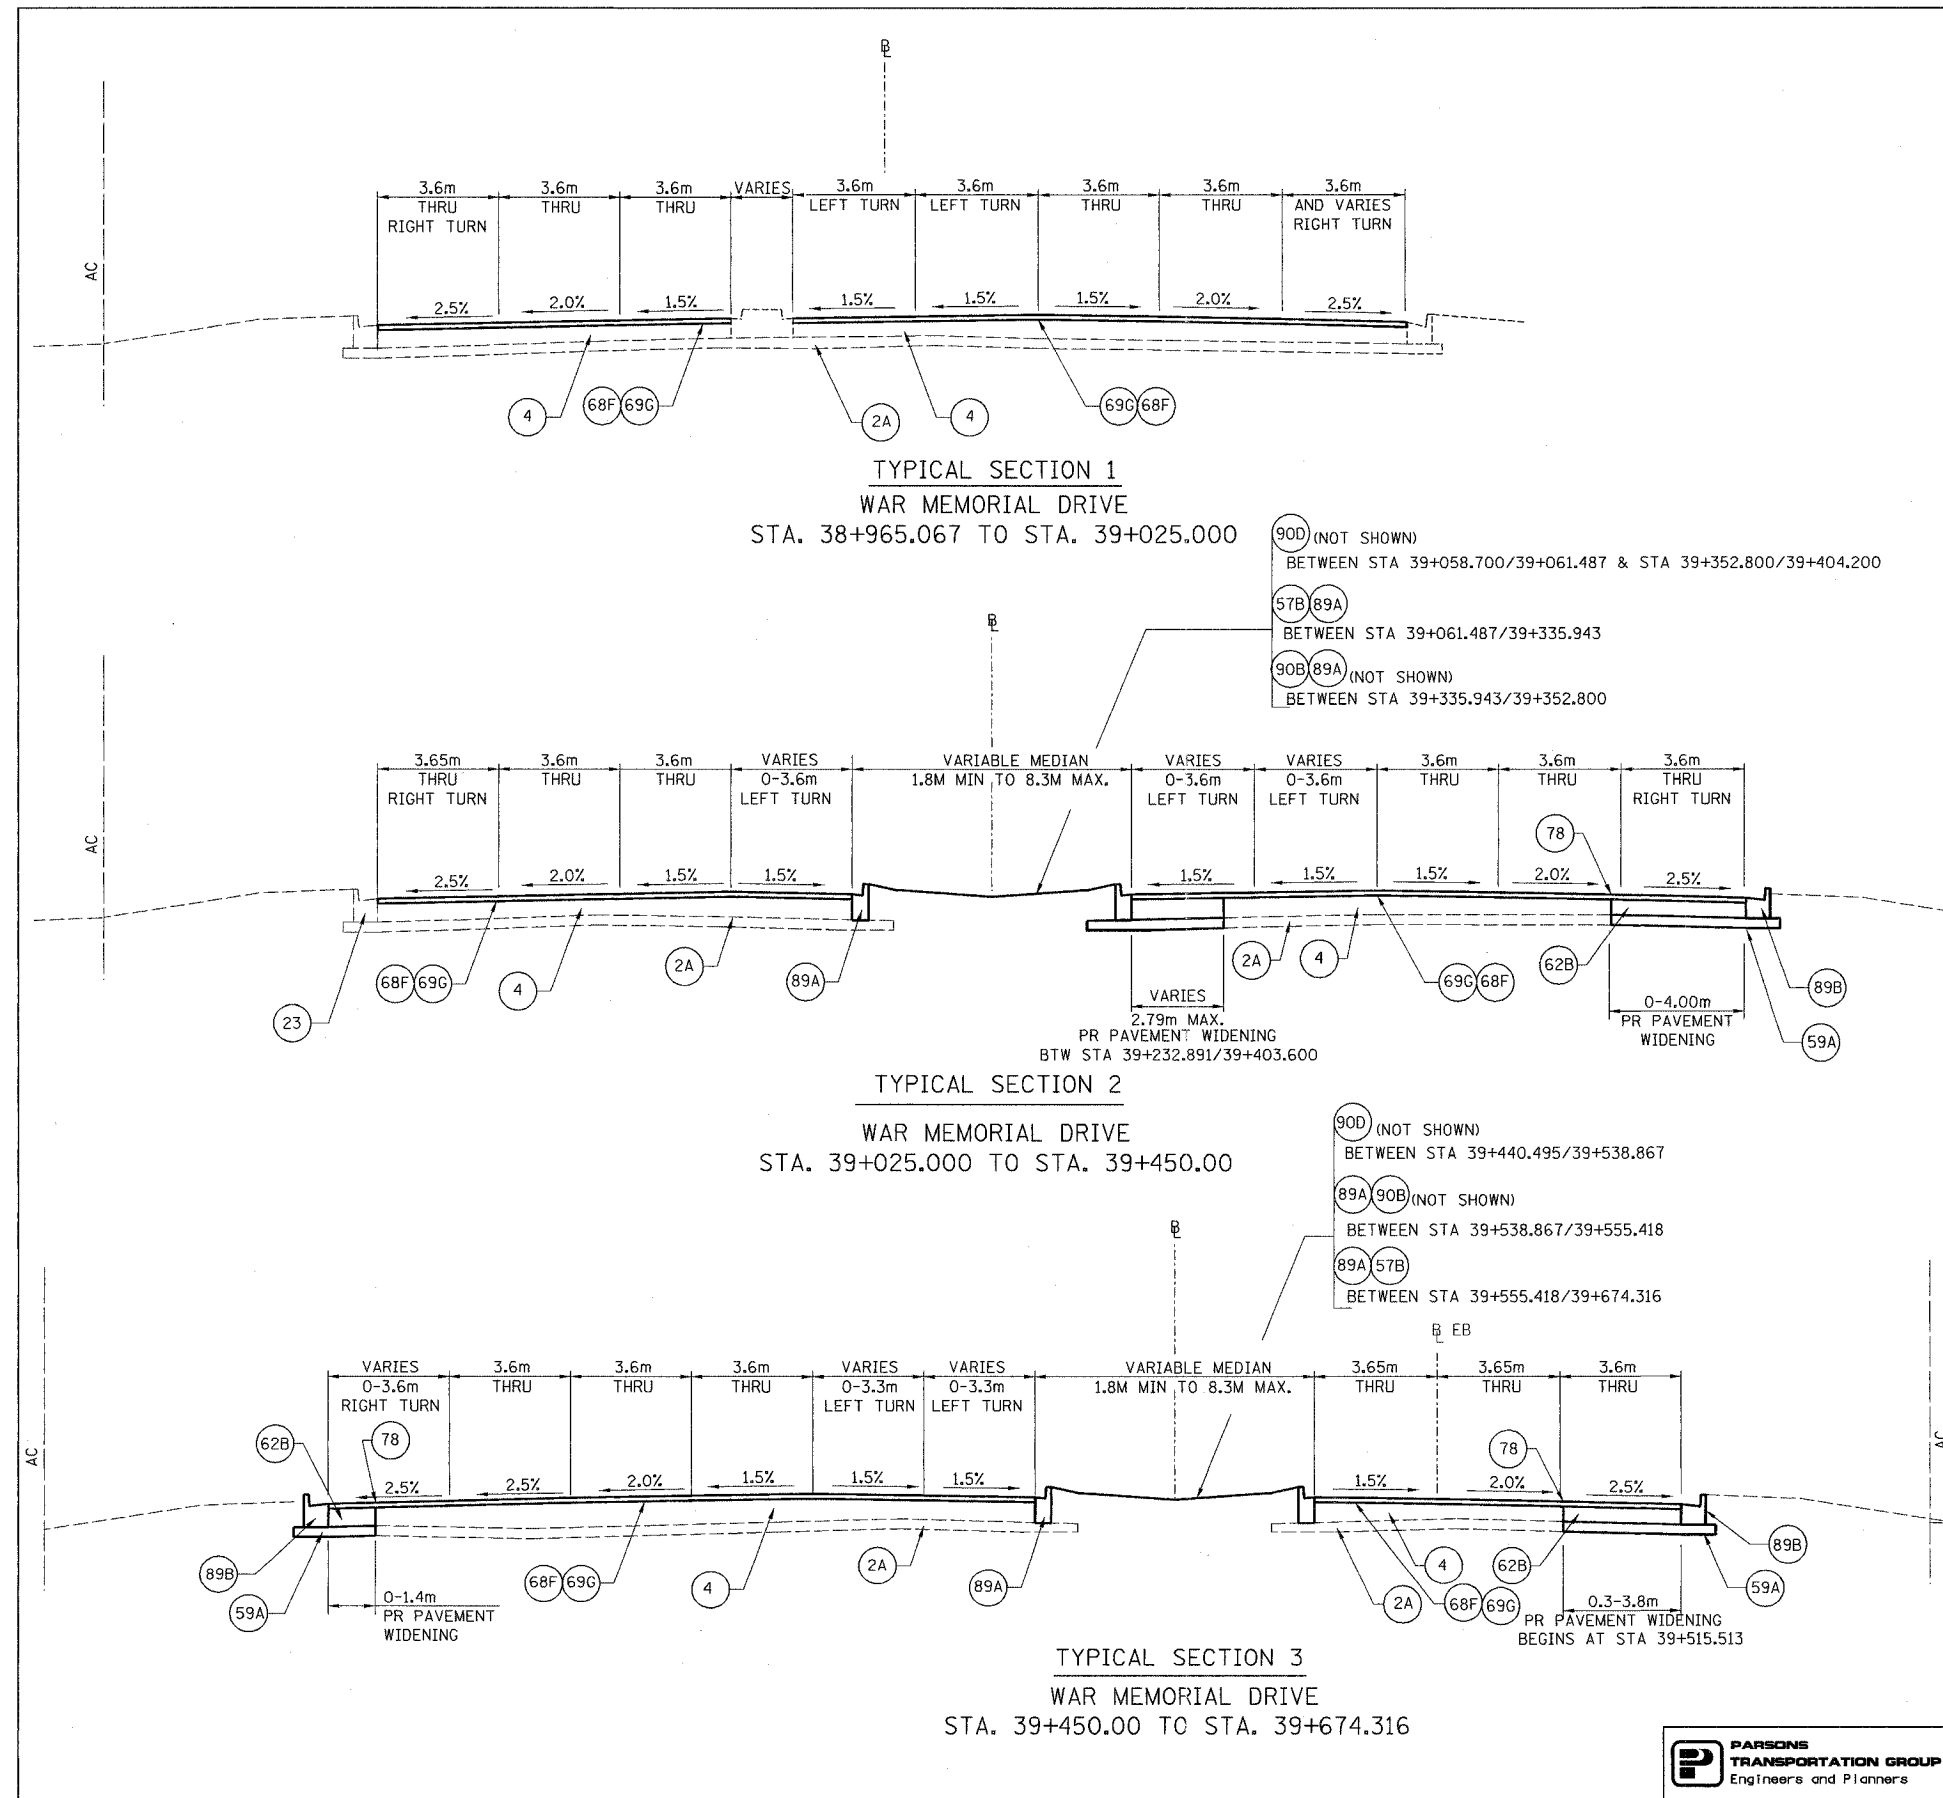 ℄
AC
3.6m 3.6m 3.6m VARIES 3.6m 3.6m 3.6m 3.6m 3.6m
THRU THRU THRU LEFT TURN LEFT TURN THRU THRU AND VARIES
RIGHT TURN RIGHT TURN
2.5% 2.0% 1.5% 1.5% 1.5% 1.5% 2.0% 2.5%
4 68F 69G 2A 4 69G 68F
TYPICAL SECTION 1
WAR MEMORIAL DRIVE
STA. 38+965.067 TO STA. 39+025.000
90D (NOT SHOWN)
BETWEEN STA 39+058.700/39+061.487 & STA 39+352.800/39+404.200
57B 89A
BETWEEN STA 39+061.487/39+335.943
90B 89A (NOT SHOWN)
BETWEEN STA 39+335.943/39+352.800
℄
AC
3.65m 3.6m 3.6m VARIES VARIABLE MEDIAN VARIES VARIES 3.6m 3.6m 3.6m
THRU THRU THRU 0-3.6m 1.8M MIN TO 8.3M MAX. 0-3.6m 0-3.6m THRU THRU THRU
RIGHT TURN LEFT TURN LEFT TURN LEFT TURN RIGHT TURN
78
2.5% 2.0% 1.5% 1.5% 1.5% 1.5% 1.5% 2.0% 2.5%
23 68F 69G 4 2A 89A 2A 4 69G 68F 62B 89B
VARIES
2.79m MAX.
PR PAVEMENT WIDENING
BTW STA 39+232.891/39+403.600
0-4.00m
PR PAVEMENT
WIDENING
59A
TYPICAL SECTION 2
WAR MEMORIAL DRIVE
STA. 39+025.000 TO STA. 39+450.00
90D (NOT SHOWN)
BETWEEN STA 39+440.495/39+538.867
89A 90B (NOT SHOWN)
BETWEEN STA 39+538.867/39+555.418
89A 57B
BETWEEN STA 39+555.418/39+674.316
℄
℄ EB
AC
AC
VARIES 3.6m 3.6m 3.6m VARIES VARIES VARIABLE MEDIAN 3.65m 3.65m 3.6m
0-3.6m THRU THRU THRU 0-3.3m 0-3.3m 1.8M MIN TO 8.3M MAX. THRU THRU THRU
RIGHT TURN LEFT TURN LEFT TURN
62B 78 78
2.5% 2.5% 2.0% 1.5% 1.5% 1.5% 1.5% 2.0% 2.5%
89B 59A 68F 69G 4 2A 89A 2A 4 68F 69G 62B 89B 59A
0-1.4m
PR PAVEMENT
WIDENING
0.3-3.8m
PR PAVEMENT WIDENING
BEGINS AT STA 39+515.513
TYPICAL SECTION 3
WAR MEMORIAL DRIVE
STA. 39+450.00 TO STA. 39+674.316
PARSONS
TRANSPORTATION GROUP
Engineers and Planners